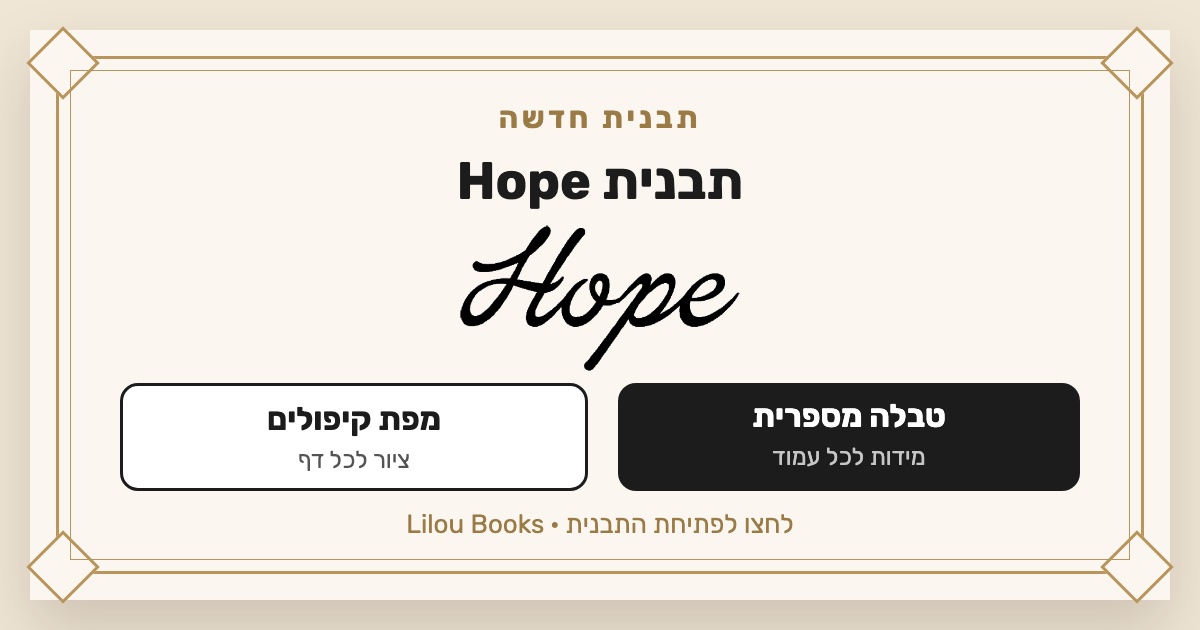 תבנית חדשה
תבנית Hope
Hope
טבלה מספרית
מידות לכל עמוד
מפת קיפולים
ציור לכל דף
לחצו לפתיחת התבנית • Lilou Books